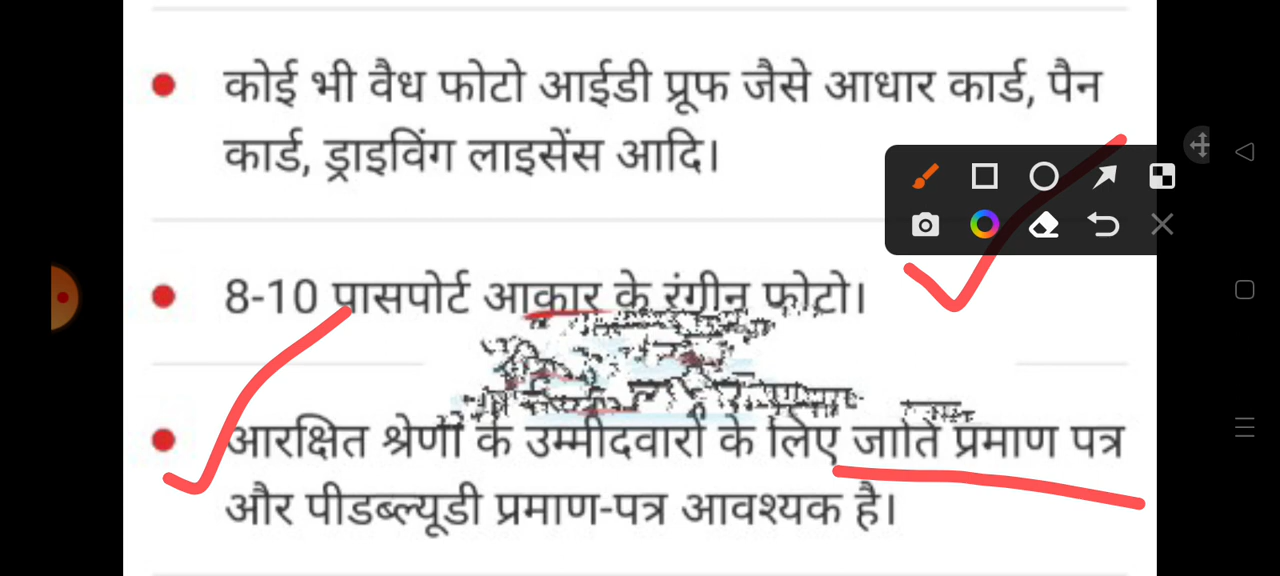 कोई भी वैध फोटो आईडी प्रूफ जैसे आधार कार्ड, पैन
कार्ड, ड्राइविंग लाइसेंस आदि।
8-10 पासपोर्ट आकार के रंगीन फोटो।
आरक्षित श्रेणी के उम्मीदवारों के लिए जाति प्रमाण पत्र
और पीडब्ल्यूडी प्रमाण-पत्र आवश्यक है।